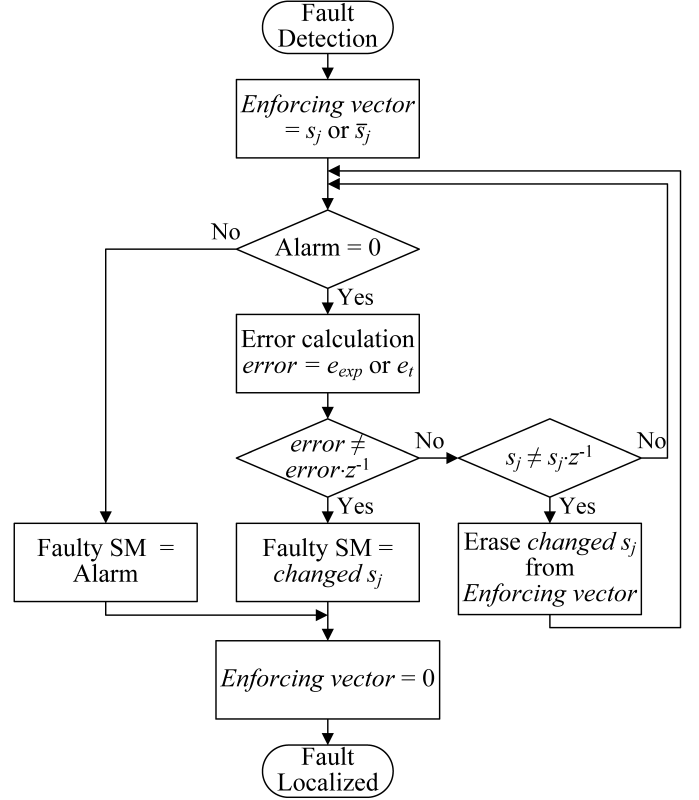 Fault
Detection
Enforcing vector
= sⱼ or s̄ⱼ
No
Alarm = 0
Yes
Error calculation
error = eₑₓₚ or eₜ
error ≠
error·z⁻¹
No
sⱼ ≠ sⱼ·z⁻¹
No
Yes
Yes
Faulty SM =
Alarm
Faulty SM =
changed sⱼ
Erase changed sⱼ
from
Enforcing vector
Enforcing vector = 0
Fault
Localized